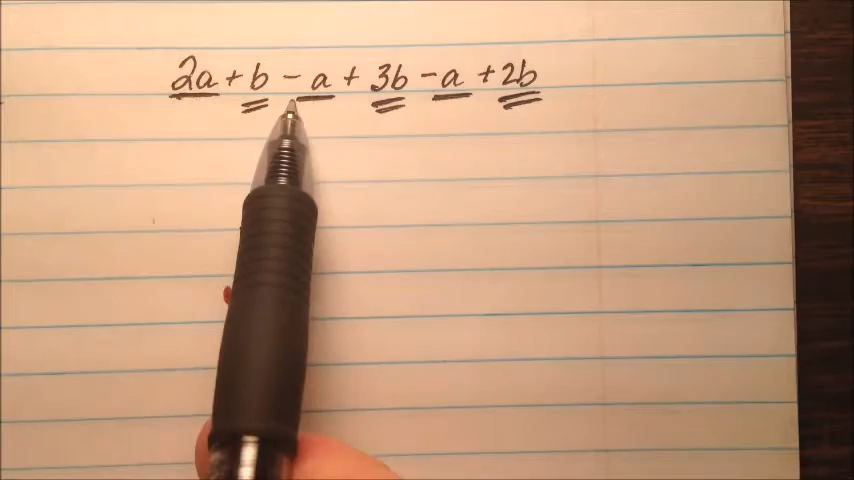 2a + b - a + 3b - a + 2b